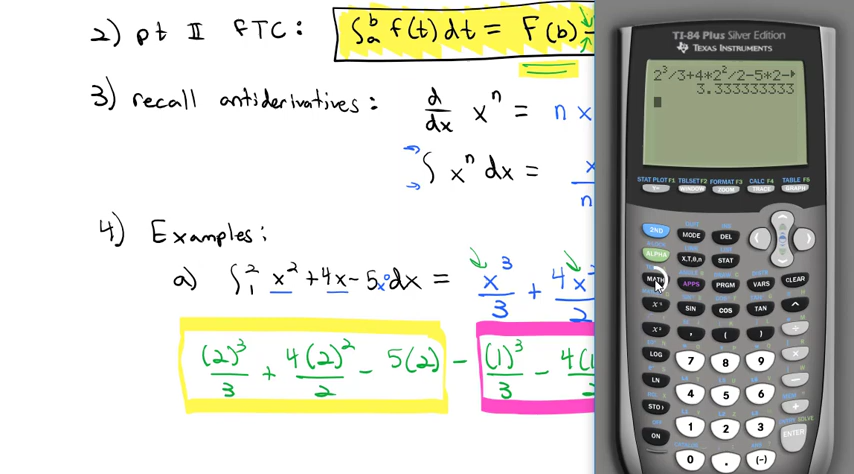 2) pt II FTC: ∫ₐᵇ f(t) dt = F(b)
3) recall antiderivatives: d/dx xⁿ = n x
∫ xⁿ dx = x/n
4) Examples:
a) ∫₁² x² + 4x - 5x⁰ dx = x³/3 + 4x²/2
(2)³/3 + 4(2)²/2 - 5(2) - (1)³/3 - 4(1)/2
TI-84 Plus Silver Edition
TEXAS INSTRUMENTS
2³/3+4*2²/2-5*2-
3.333333333
STAT PLOT F1 TBLSET F2 FORMAT F3 CALC F4 TABLE F5
Y= WINDOW ZOOM TRACE GRAPH
2ND MODE DEL
ALPHA X,T,θ,n STAT
MATH APPS PRGM VARS CLEAR
SIN COS TAN ^
x² , ( ) ÷
LOG 7 8 9 ×
LN 4 5 6 −
STO› 1 2 3 +
ON 0 . (-) ENTER